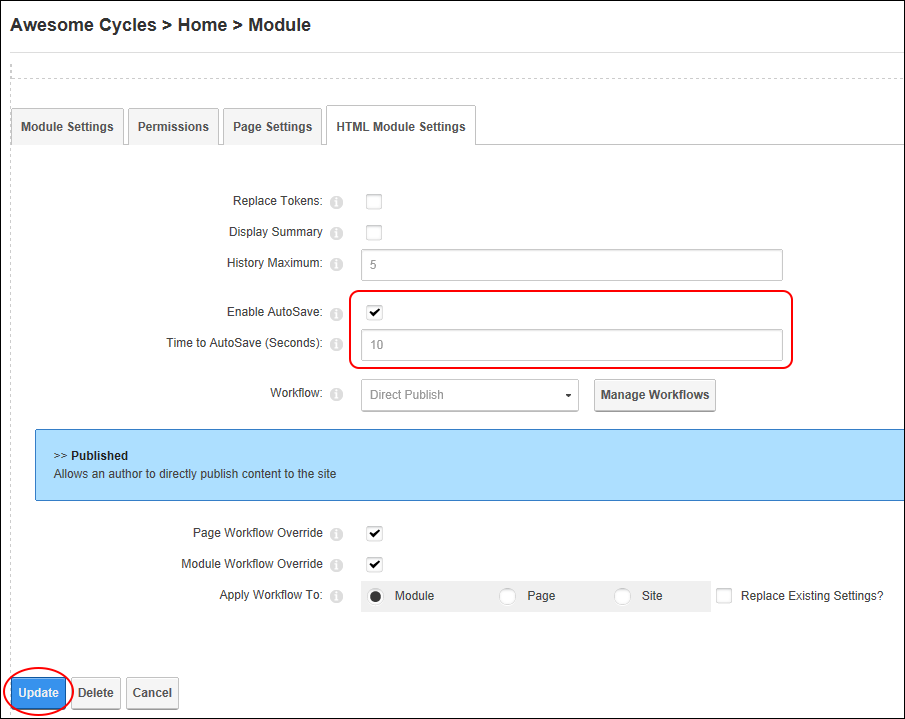 Awesome Cycles > Home > Module
Module Settings Permissions Page Settings HTML Module Settings
Replace Tokens:
Display Summary
History Maximum: 5
Enable AutoSave:
Time to AutoSave (Seconds): 10
Workflow: Direct Publish Manage Workflows
>> Published
Allows an author to directly publish content to the site
Page Workflow Override
Module Workflow Override
Apply Workflow To: Module Page Site Replace Existing Settings?
Update Delete Cancel